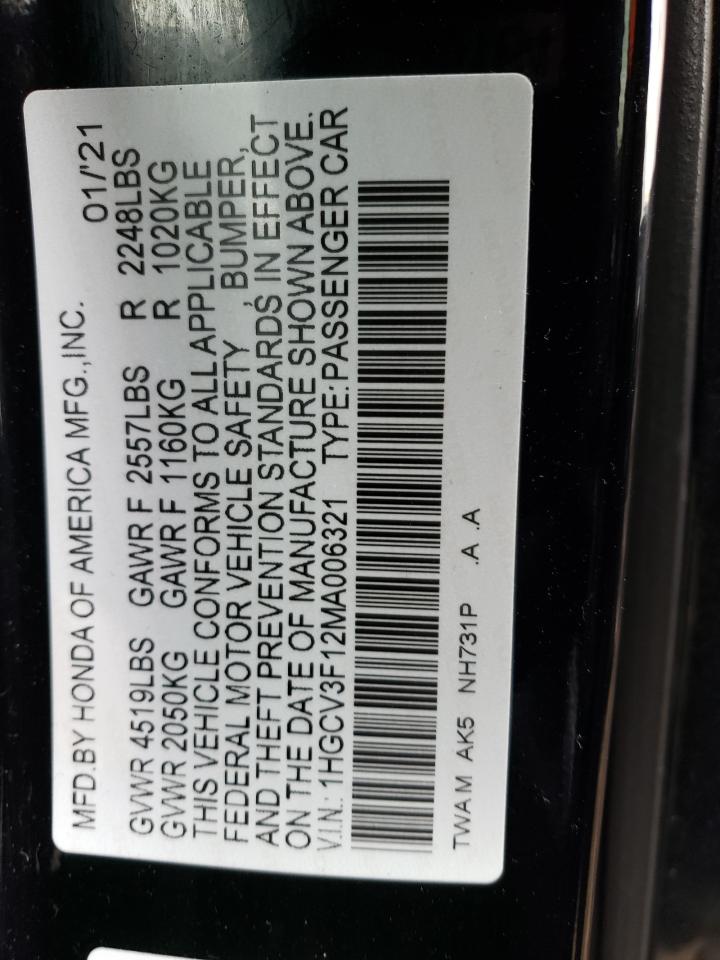 MFD.BY HONDA OF AMERICA MFG.,INC. 01/'21
GVWR 4519LBS GAWR F 2557LBS R 2248LBS
GVWR 2050KG GAWR F 1160KG R 1020KG
THIS VEHICLE CONFORMS TO ALL APPLICABLE
FEDERAL MOTOR VEHICLE SAFETY, BUMPER,
AND THEFT PREVENTION STANDARDS IN EFFECT
ON THE DATE OF MANUFACTURE SHOWN ABOVE.
V.I.N.: 1HGCV3F12MA006321 TYPE:PASSENGER CAR
TWAM AK5 NH731P .A .A